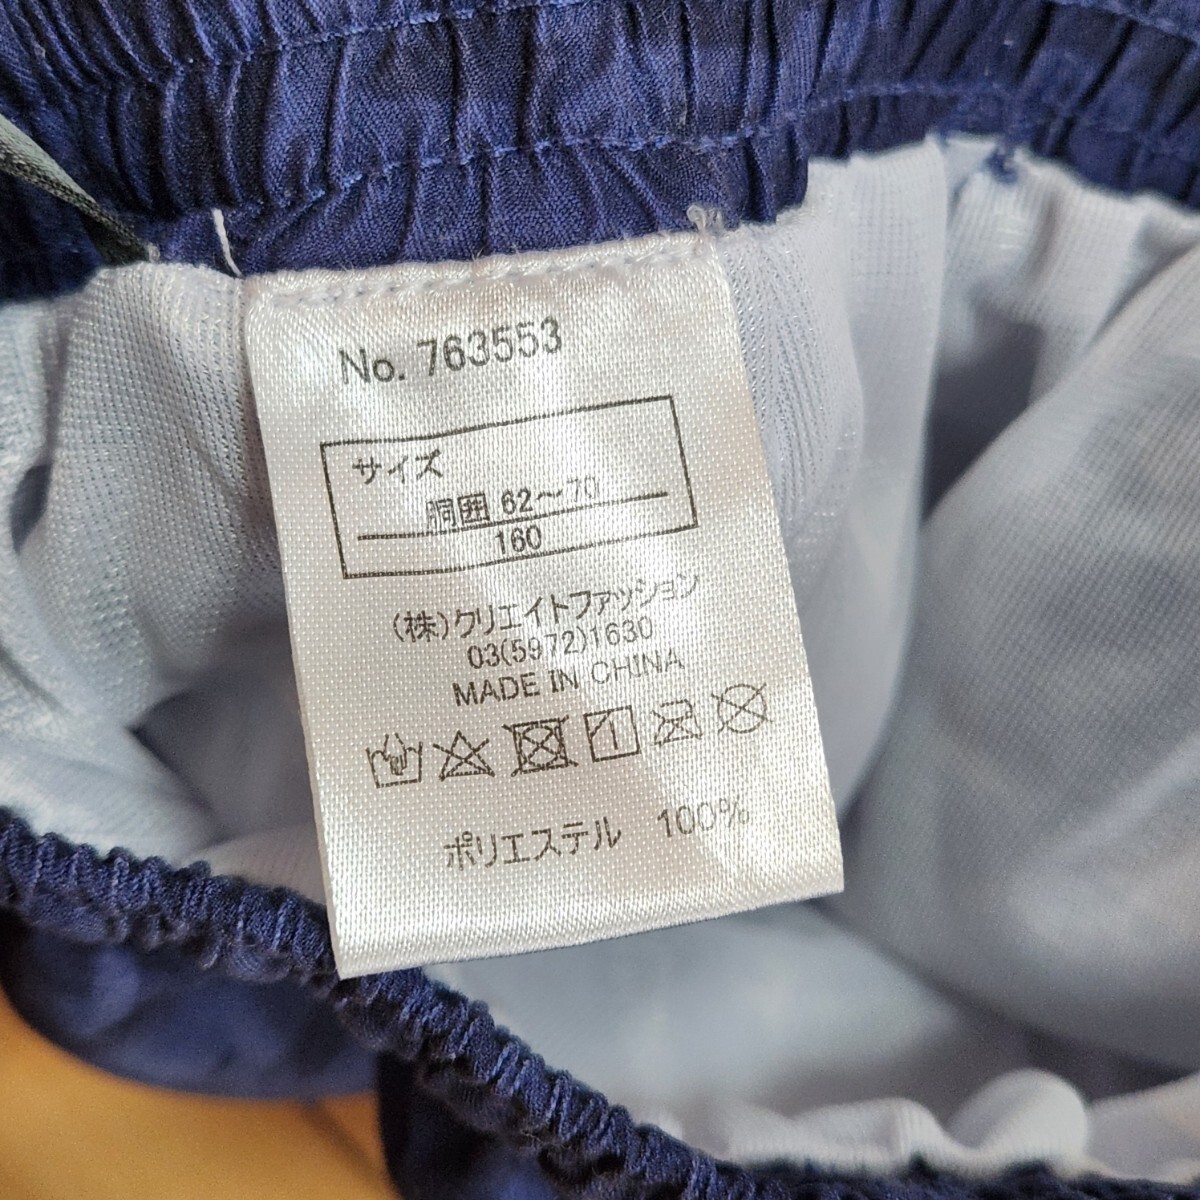 No. 763553
サイズ
胴囲 62～70
160
(株)クリエイトファッション
03(5972)1630
MADE IN CHINA
ポリエステル 100%